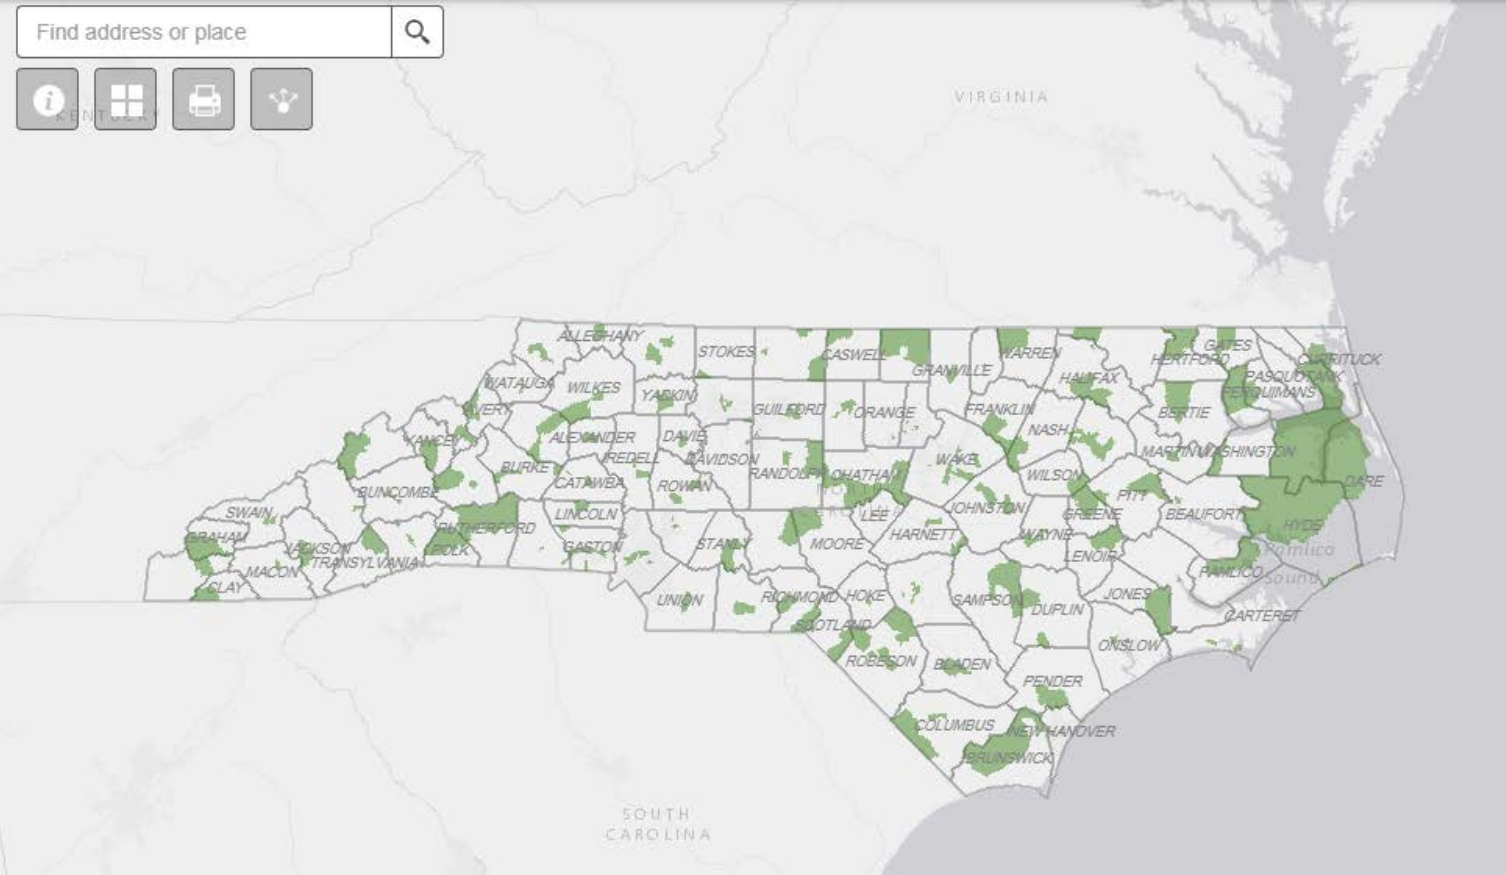 Find address or place
KENTUCKY
VIRGINIA
ALLEGHANY
STOKES
CASWELL
GRANVILLE
WARREN
HERTFORD
GATES
CURRITUCK
WATAUGA
WILKES
YADKIN
HALIFAX
PASQUOTANK
PERQUIMANS
AVERY
GUILFORD
ORANGE
FRANKLIN
BERTIE
YANCEY
ALEXANDER
DAVIE
NASH
BURKE
IREDELL
DAVIDSON
WAKE
MARTIN
WASHINGTON
CATAWBA
ROWAN
RANDOLPH
CHATHAM
WILSON
PITT
DARE
BUNCOMBE
SWAIN
RUTHERFORD
LINCOLN
LEE
JOHNSTON
GREENE
BEAUFORT
HYDE
GRAHAM
JACKSON
POLK
GASTON
STANLY
MOORE
HARNETT
WAYNE
LENOIR
Pamlico
Sound
MACON
TRANSYLVANIA
PAMLICO
CLAY
UNION
RICHMOND
HOKE
SAMPSON
DUPLIN
JONES
CARTERET
SCOTLAND
ROBESON
BLADEN
ONSLOW
PENDER
COLUMBUS
NEW HANOVER
BRUNSWICK
SOUTH
CAROLINA